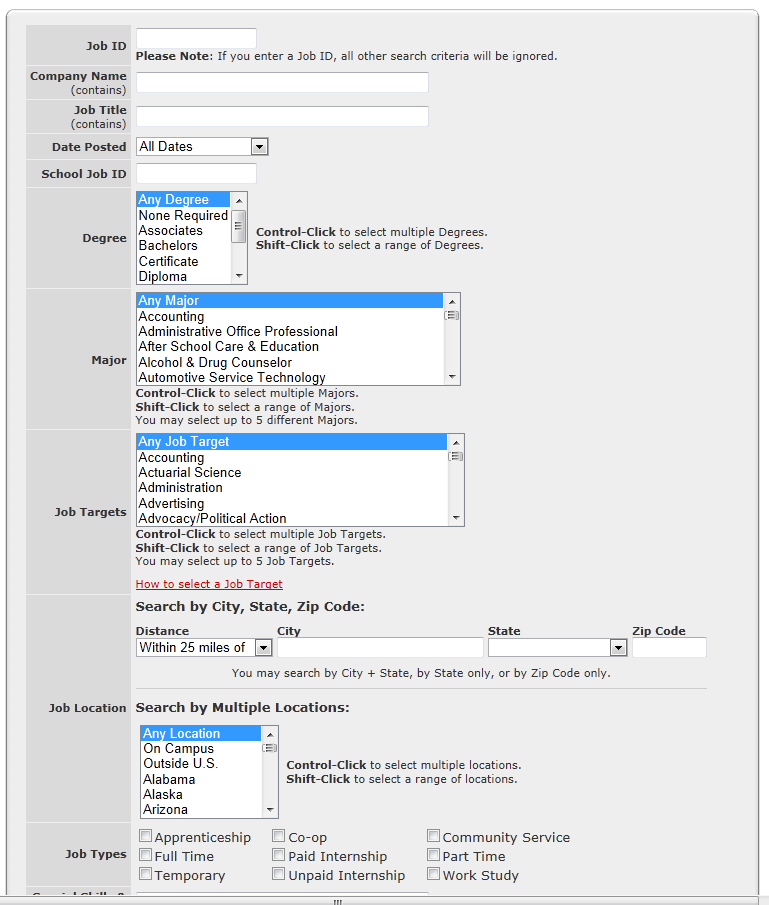 Job ID
Please Note: If you enter a Job ID, all other search criteria will be ignored.
Company Name
(contains)
Job Title
(contains)
Date Posted
All Dates
School Job ID
Degree
Any Degree
None Required
Associates
Bachelors
Certificate
Diploma
Control-Click to select multiple Degrees.
Shift-Click to select a range of Degrees.
Major
Any Major
Accounting
Administrative Office Professional
After School Care & Education
Alcohol & Drug Counselor
Automotive Service Technology
Control-Click to select multiple Majors.
Shift-Click to select a range of Majors.
You may select up to 5 different Majors.
Job Targets
Any Job Target
Accounting
Actuarial Science
Administration
Advertising
Advocacy/Political Action
Control-Click to select multiple Job Targets.
Shift-Click to select a range of Job Targets.
You may select up to 5 Job Targets.
How to select a Job Target
Job Location
Search by City, State, Zip Code:
Distance City State Zip Code
Within 25 miles of
You may search by City + State, by State only, or by Zip Code only.
Search by Multiple Locations:
Any Location
On Campus
Outside U.S.
Alabama
Alaska
Arizona
Control-Click to select multiple locations.
Shift-Click to select a range of locations.
Job Types
Apprenticeship Co-op Community Service
Full Time Paid Internship Part Time
Temporary Unpaid Internship Work Study